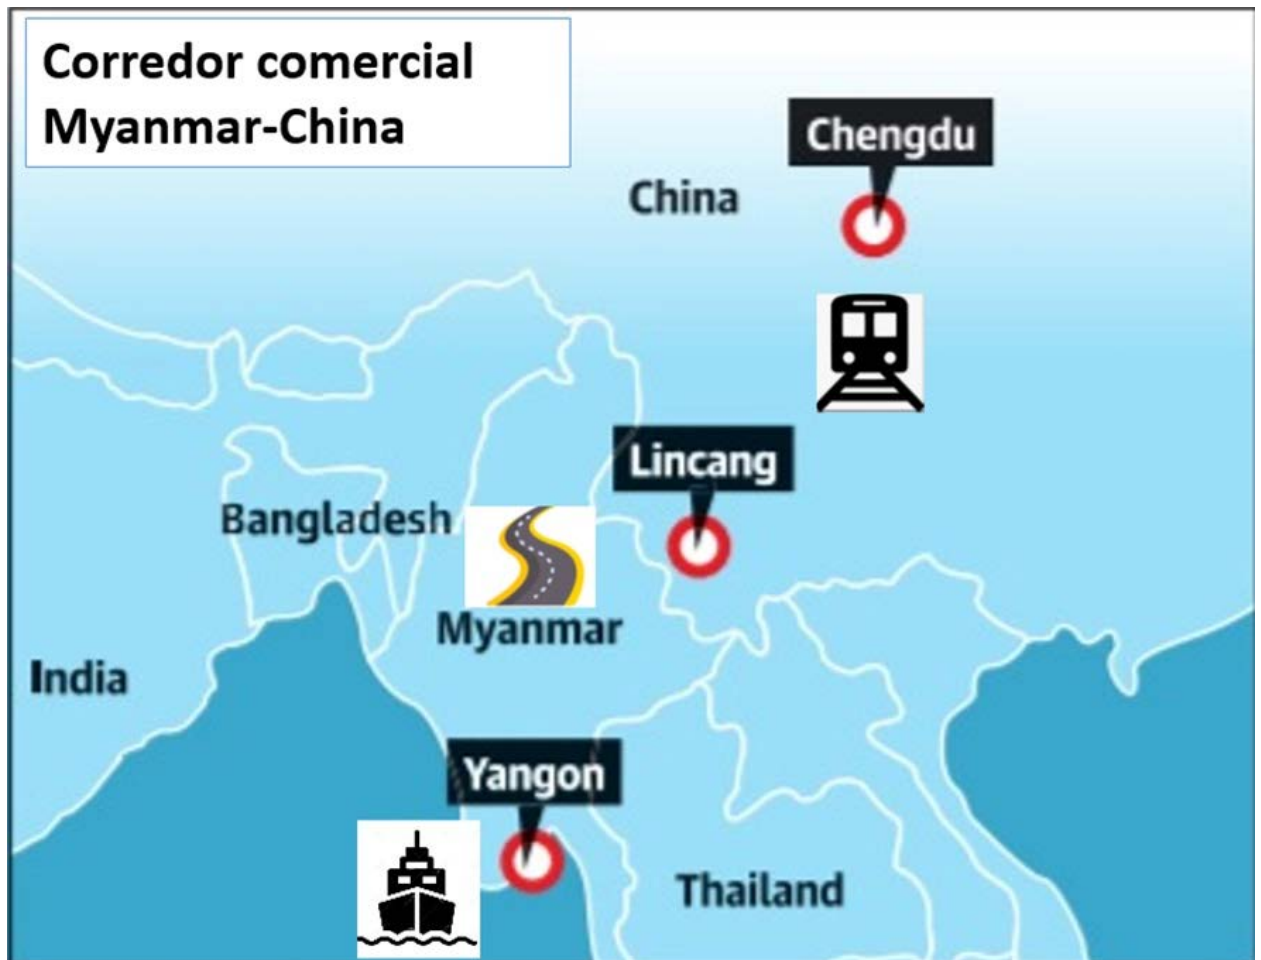 Corredor comercial
Myanmar-China
Chengdu
China
Lincang
Bangladesh
Myanmar
India
Yangon
Thailand